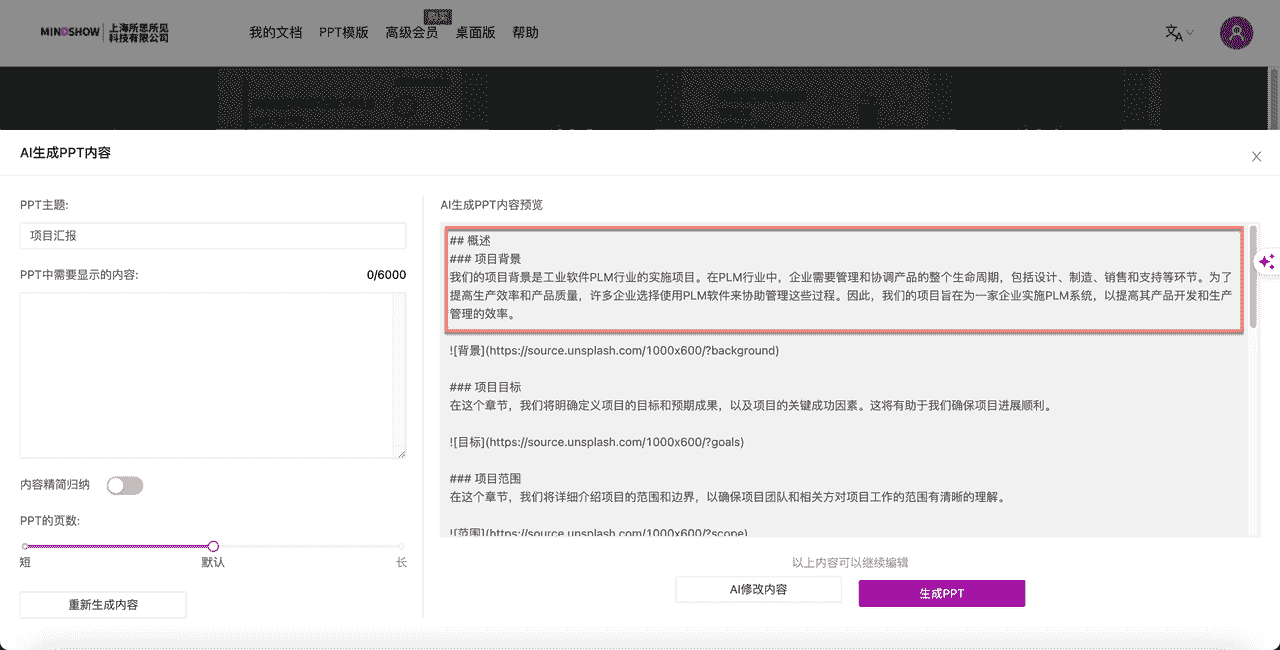 MINDSHOW
上海所思所见
科技有限公司
我的文档 PPT模版 高级会员 桌面版 帮助
AI生成PPT内容
PPT主题:
项目汇报
PPT中需要显示的内容: 0/6000
内容精简归纳
PPT的页数:
短 默认 长
重新生成内容
AI生成PPT内容预览
## 概述
### 项目背景
我们的项目背景是工业软件PLM行业的实施项目。在PLM行业中，企业需要管理和协调产品的整个生命周期，包括设计、制造、销售和支持等环节。为了
提高生产效率和产品质量，许多企业选择使用PLM软件来协助管理这些过程。因此，我们的项目旨在为一家企业实施PLM系统，以提高其产品开发和生产
管理的效率。
![背景](https://source.unsplash.com/1000x600/?background)
### 项目目标
在这个章节，我们将明确定义项目的目标和预期成果，以及项目的关键成功因素。这将有助于我们确保项目进展顺利。
![目标](https://source.unsplash.com/1000x600/?goals)
### 项目范围
在这个章节，我们将详细介绍项目的范围和边界，以确保项目团队和相关方对项目工作的范围有清晰的理解。
![范围](https://source.unsplash.com/1000x600/?scope)
以上内容可以继续编辑
AI修改内容 生成PPT